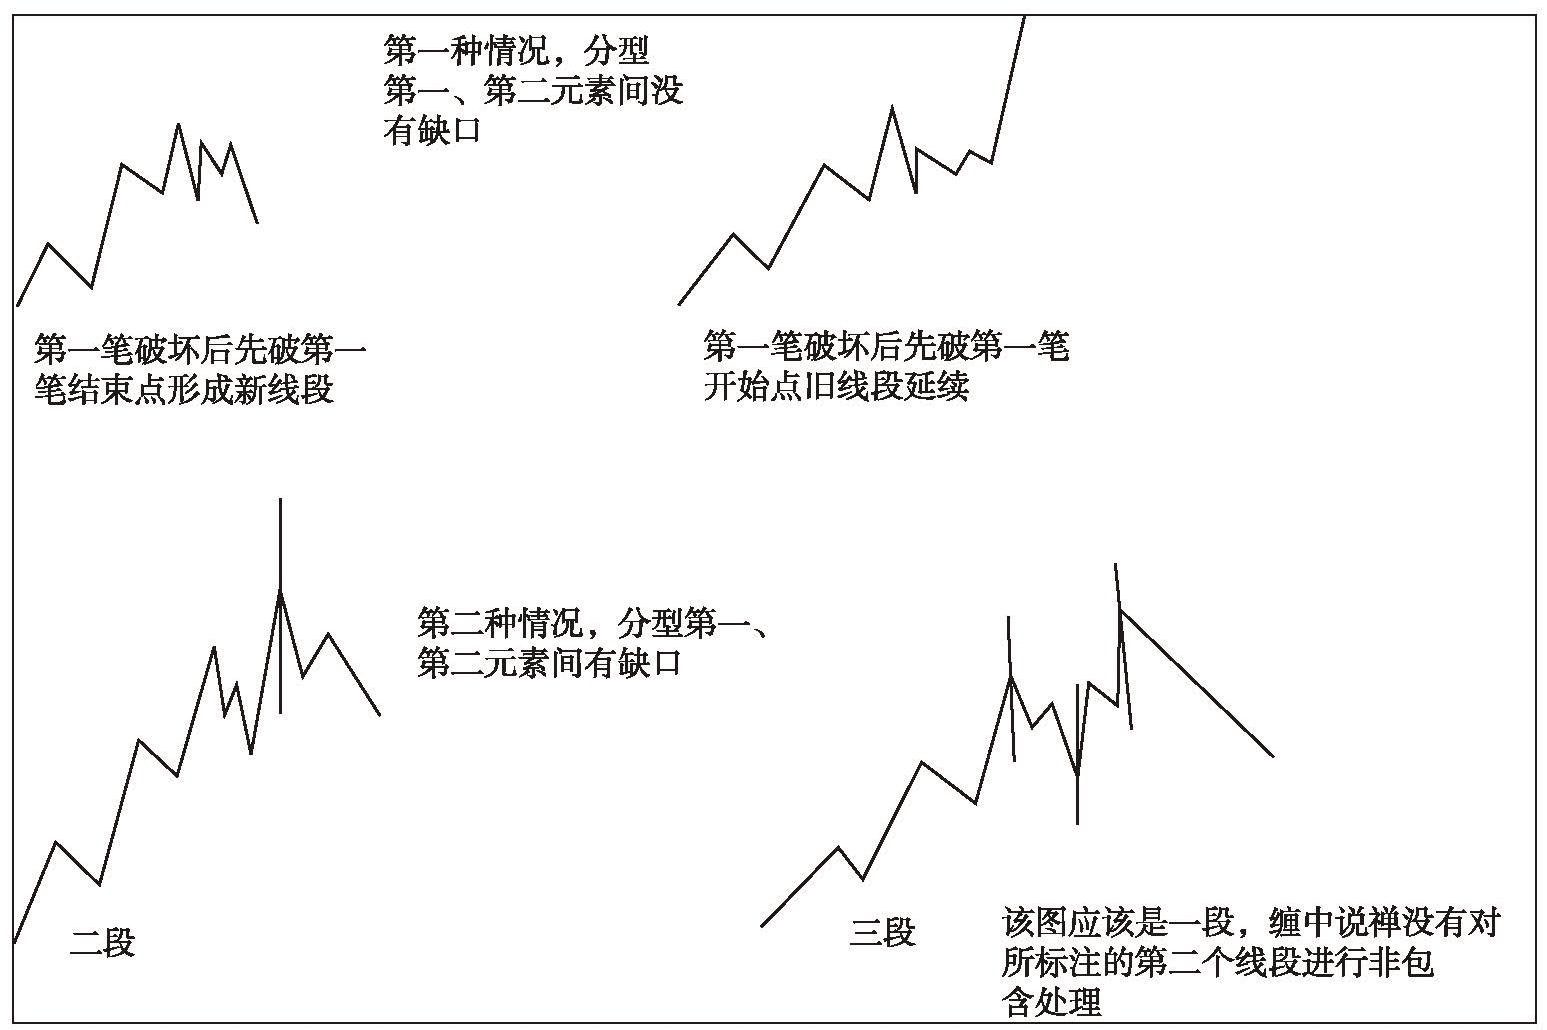 第一种情况，分型
第一、第二元素间没
有缺口
第一笔破坏后先破第一
笔结束点形成新线段
第一笔破坏后先破第一笔
开始点旧线段延续
第二种情况，分型第一、
第二元素间有缺口
二段
三段
该图应该是一段，缠中说禅没有对
所标注的第二个线段进行非包
含处理